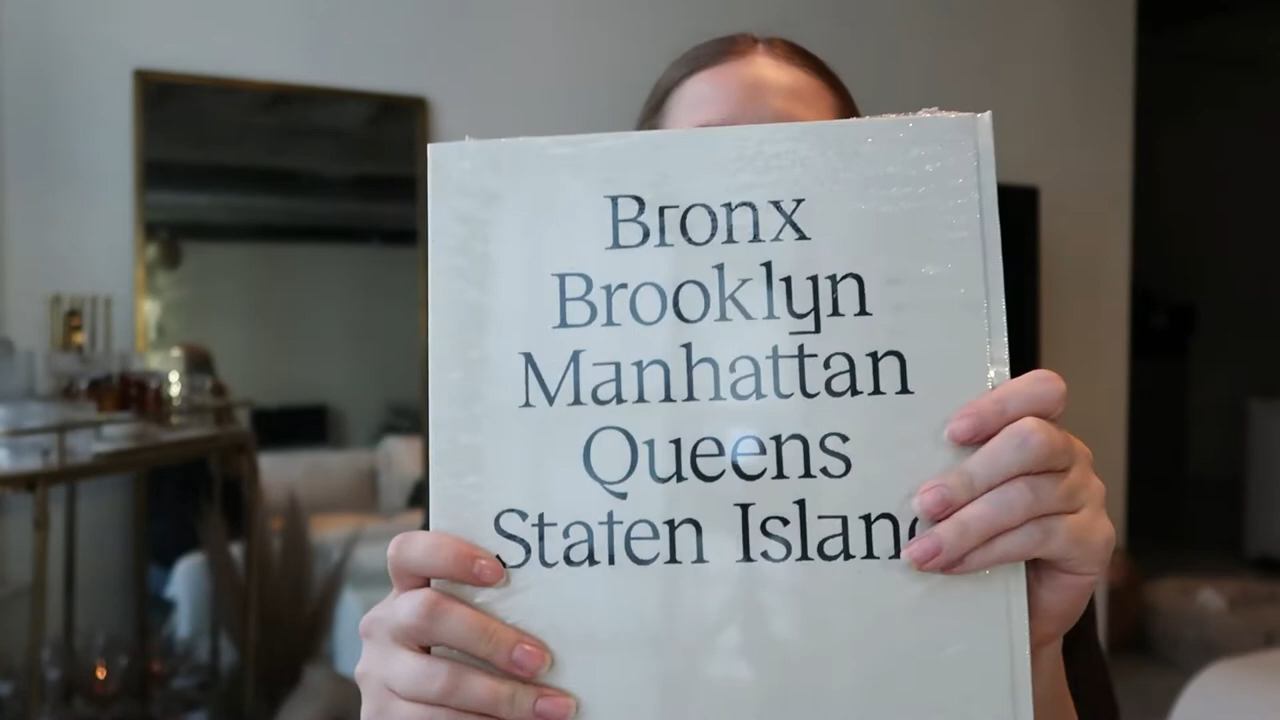 Bronx
Brooklyn
Manhattan
Queens
Staten Island